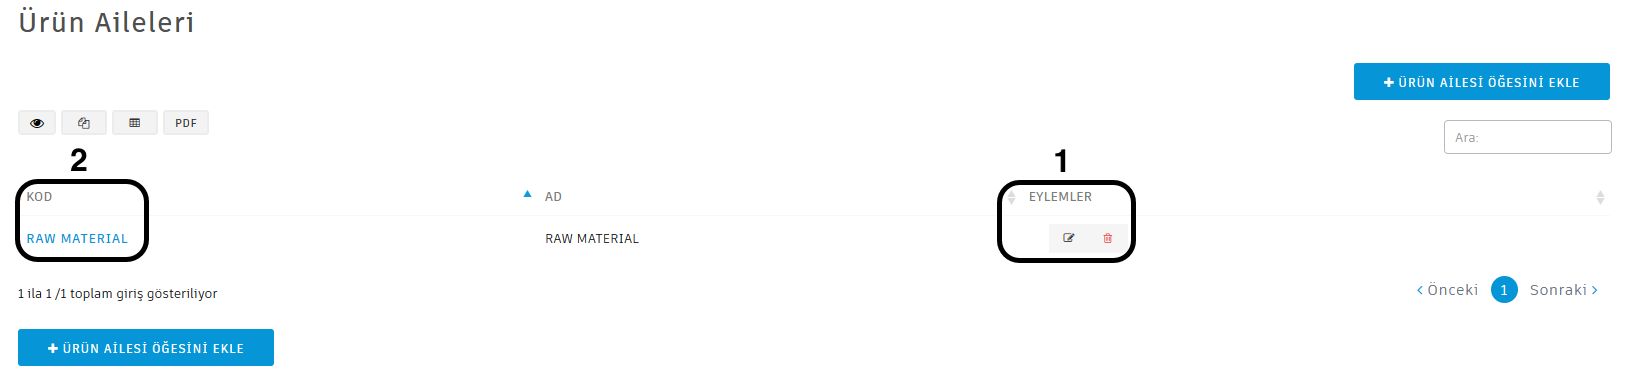 Ürün Aileleri
ÜRÜN AİLESİ ÖĞESİNİ EKLE
PDF
Ara:
2
1
KOD AD EYLEMLER
RAW MATERIAL RAW MATERIAL
1 ila 1 /1 toplam giriş gösteriliyor
Önceki 1 Sonraki
ÜRÜN AİLESİ ÖĞESİNİ EKLE